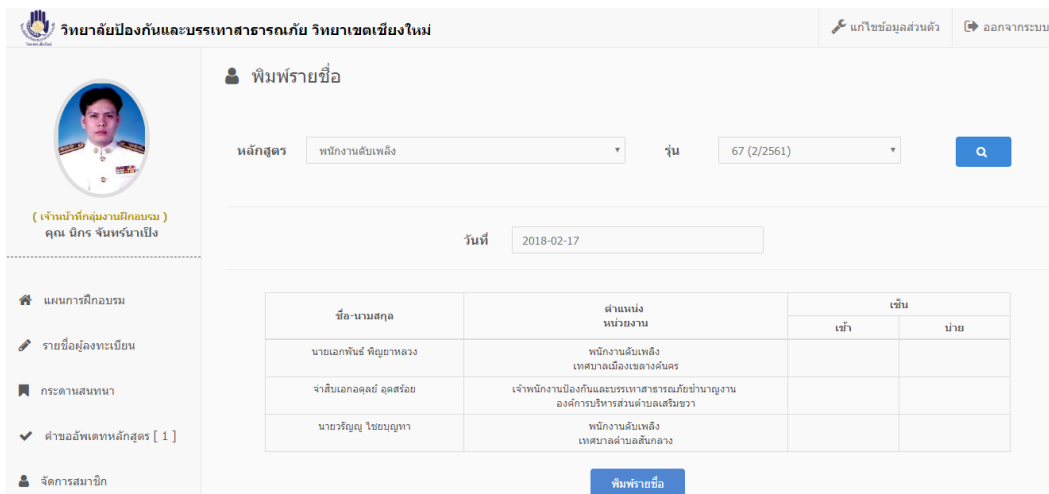 วิทยาลัยป้องกันและบรรเทาสาธารณภัย วิทยาเขตเชียงใหม่
แก้ไขข้อมูลส่วนตัว
ออกจากระบบ
พิมพ์รายชื่อ
หลักสูตร พนักงานดับเพลิง รุ่น 67 (2/2561)
( เจ้าหน้าที่กลุ่มงานฝึกอบรม )
คุณ นิกร จันทร์นาเป็ง
วันที่ 2018-02-17
แผนการฝึกอบรม
รายชื่อผู้ลงทะเบียน
กระดานสนทนา
คำขออัพเดทหลักสูตร [ 1 ]
จัดการสมาชิก
ชื่อ-นามสกุล
ตำแหน่ง
หน่วยงาน
เซ็น
เช้า บ่าย
นายเอกพันธ์ พิญยาหลวง
พนักงานดับเพลิง
เทศบาลเมืองเขลางค์นคร
จ่าสิบเอกอดุลย์ อุดสร้อย
เจ้าพนักงานป้องกันและบรรเทาสาธารณภัยชำนาญงาน
องค์การบริหารส่วนตำบลเสริมขวา
นายวรัญญู ไชยบุญทา
พนักงานดับเพลิง
เทศบาลตำบลสันกลาง
พิมพ์รายชื่อ